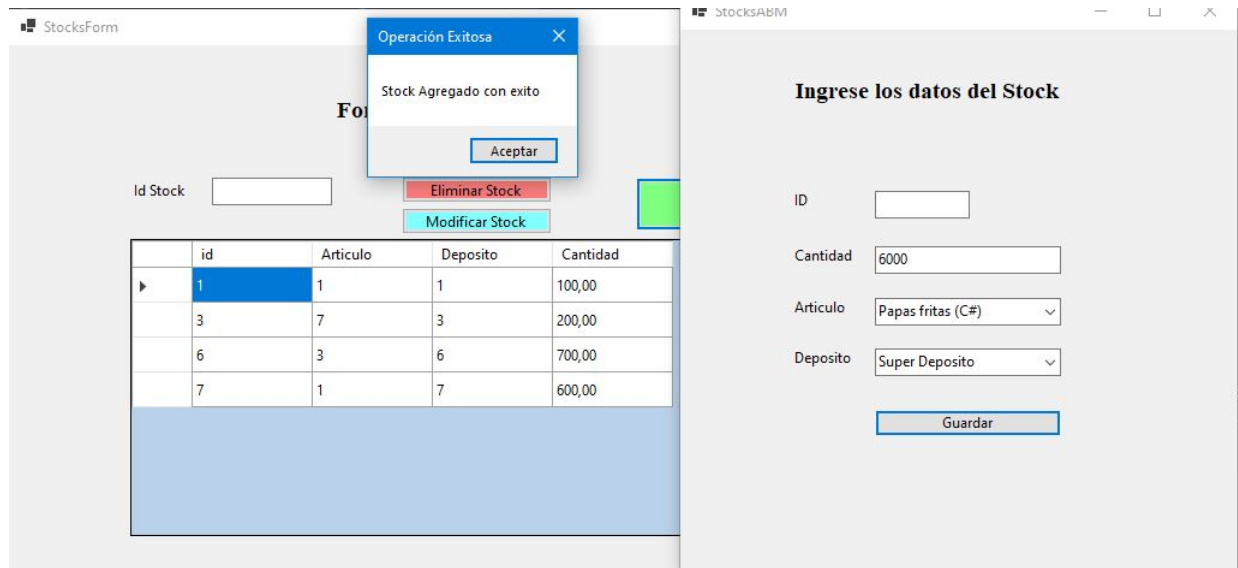 StocksForm
Operación Exitosa
Stock Agregado con exito
Aceptar
Id Stock
Eliminar Stock
Modificar Stock
id Articulo Deposito Cantidad
1 1 1 100,00
3 7 3 200,00
6 3 6 700,00
7 1 7 600,00
StocksABM
Ingrese los datos del Stock
ID
Cantidad 6000
Articulo Papas fritas (C#)
Deposito Super Deposito
Guardar